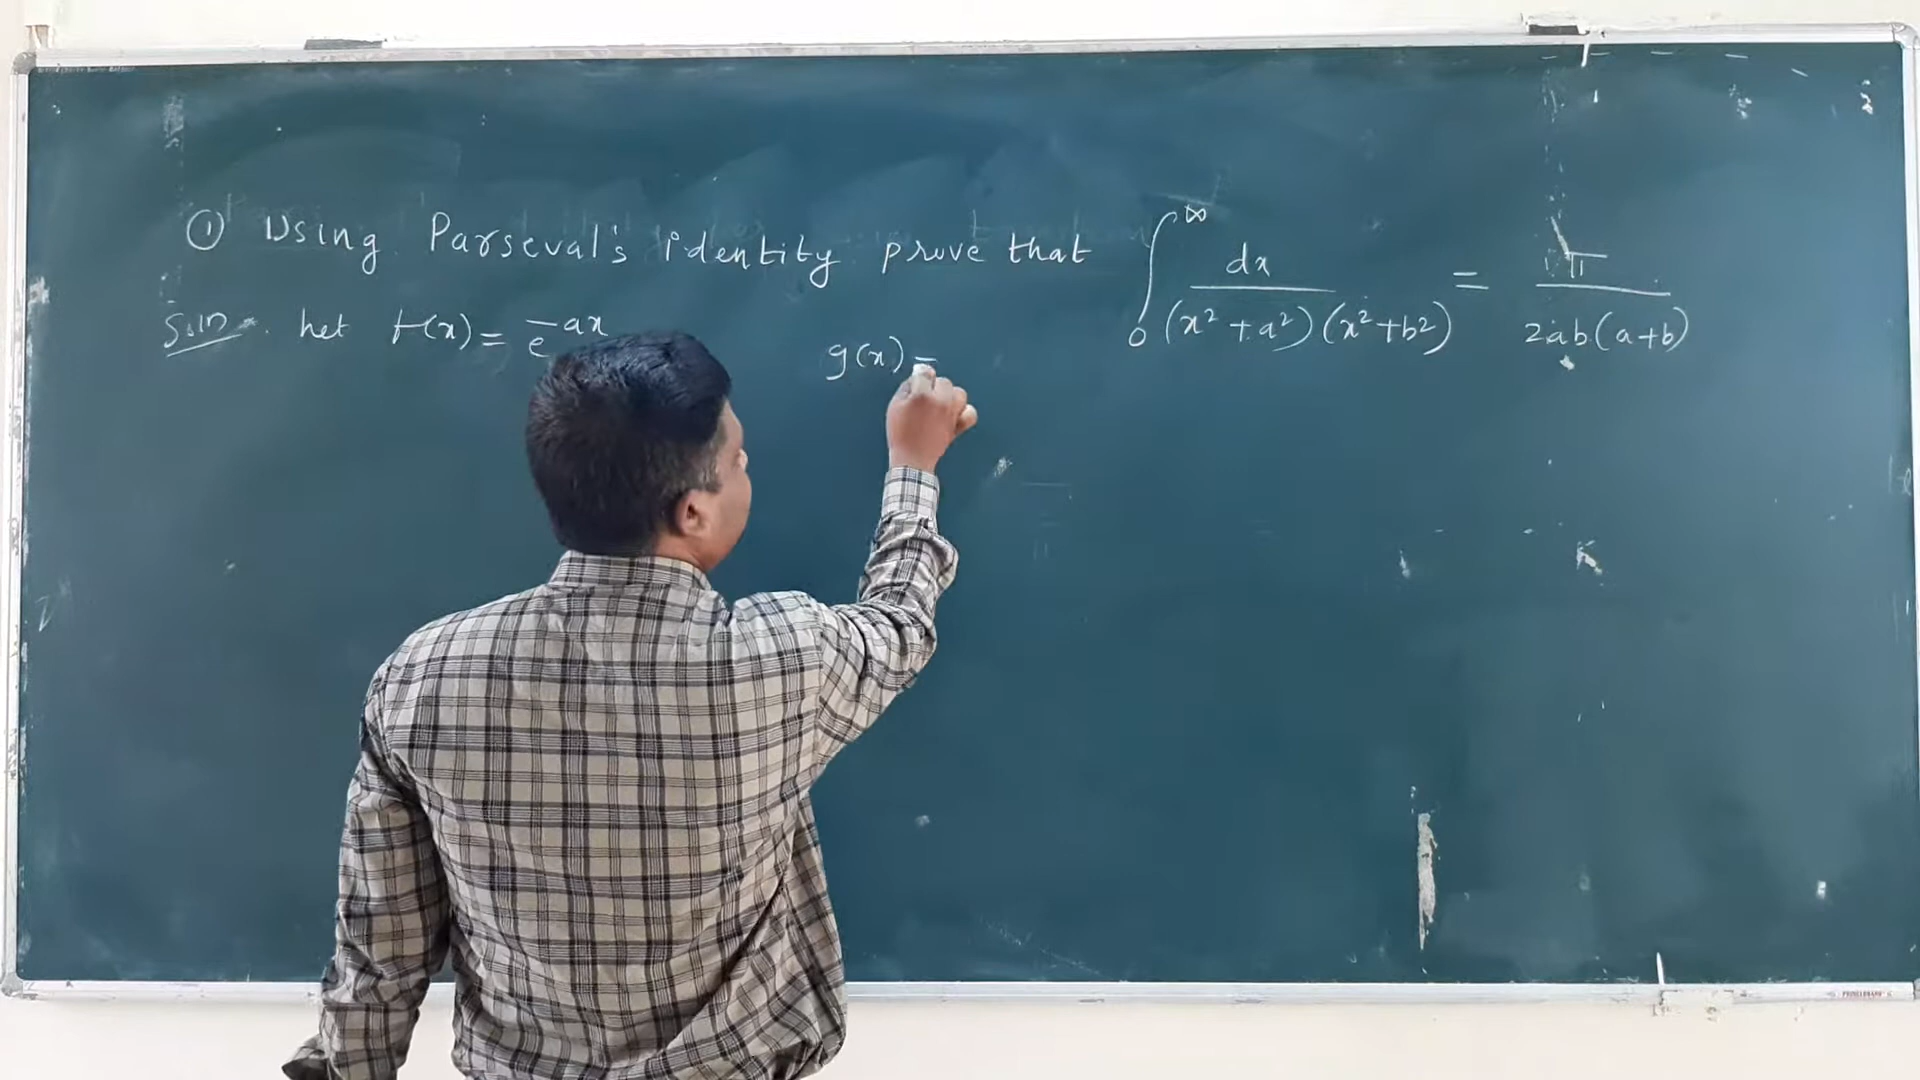 ① Using Parseval's identity prove that ∫₀^∞ dx / (x² + a²) (x² + b²) = π / 2ab(a+b)
Soln. Let f(x) = e^-ax g(x) =